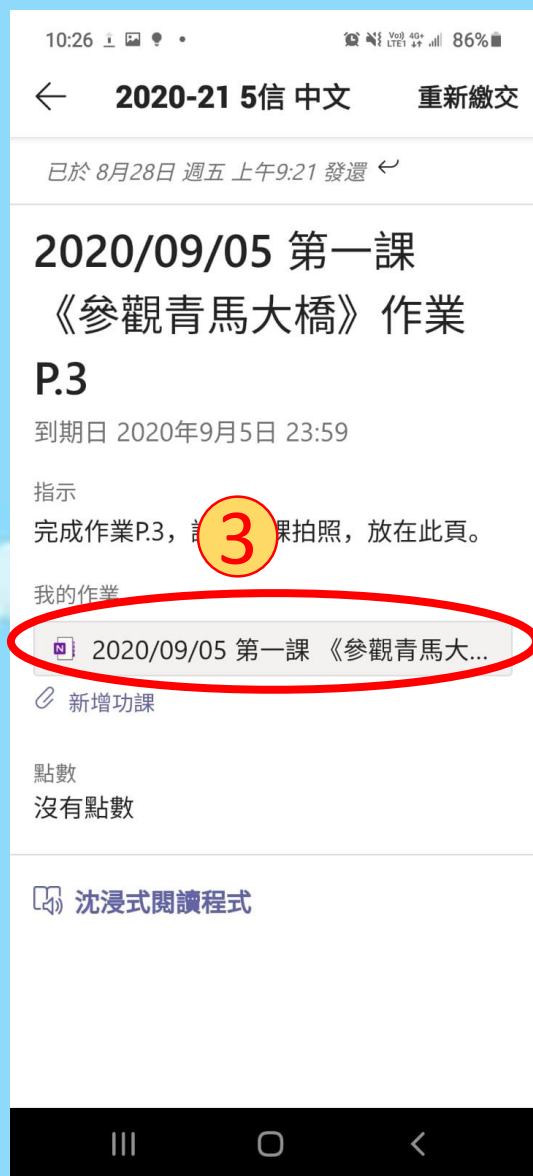 10:26 86%
2020-21 5信 中文 重新繳交
已於 8月28日 週五 上午9:21 發還
2020/09/05 第一課
《參觀青馬大橋》作業
P.3
到期日 2020年9月5日 23:59
指示
完成作業P.3，課拍照，放在此頁。
3
我的作業
2020/09/05 第一課 《參觀青馬大...
新增功課
點數
沒有點數
沈浸式閱讀程式